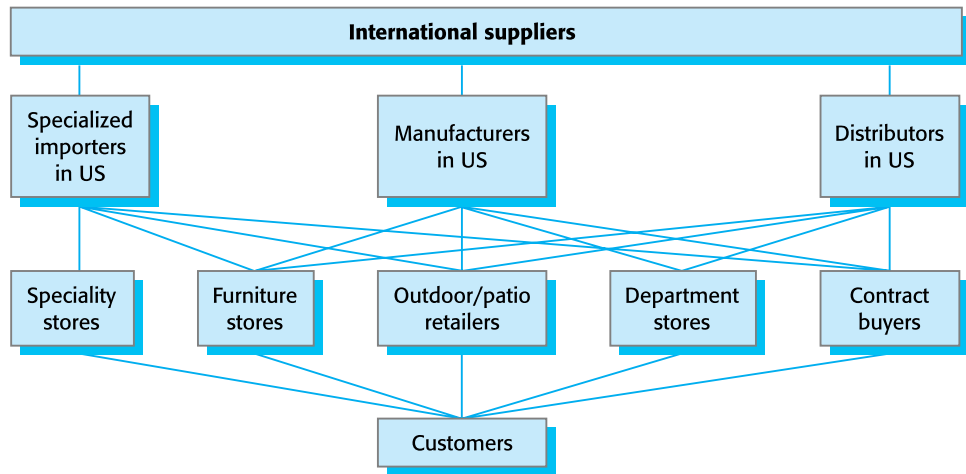 International suppliers
Specialized
importers
in US
Manufacturers
in US
Distributors
in US
Speciality
stores
Furniture
stores
Outdoor/patio
retailers
Department
stores
Contract
buyers
Customers